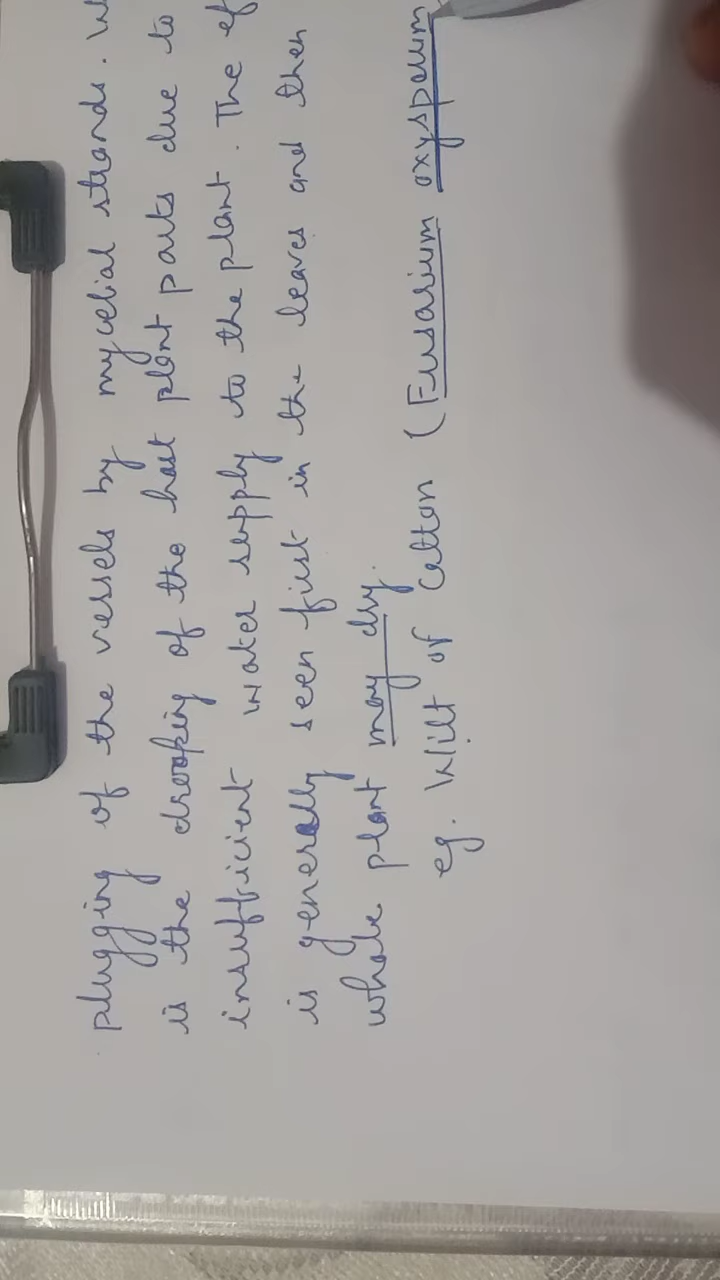 plugging of the vessels by mycelial strands. W
is the drooping of the host plant parts due to
insufficient water supply to the plant. The ef
is generally seen first in the leaves and then
whole plant may dry.
eg. Wilt of Cotton (Fusarium oxysporum